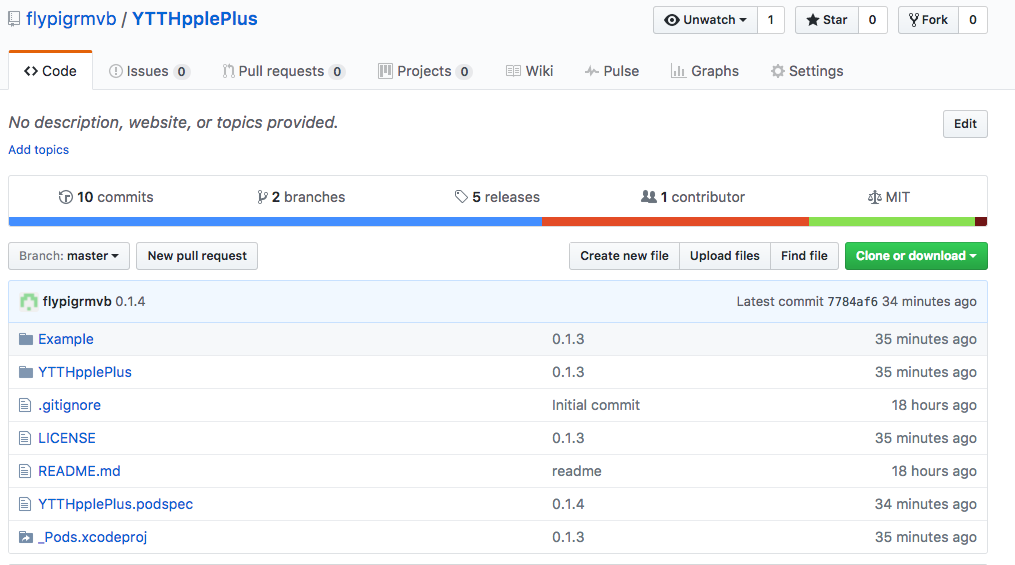 flypigrmvb / YTTHpplePlus Unwatch 1 Star 0 Fork 0
Code Issues 0 Pull requests 0 Projects 0 Wiki Pulse Graphs Settings
No description, website, or topics provided. Edit
Add topics
10 commits 2 branches 5 releases 1 contributor MIT
Branch: master New pull request Create new file Upload files Find file Clone or download
flypigrmvb 0.1.4 Latest commit 7784af6 34 minutes ago
Example 0.1.3 35 minutes ago
YTTHpplePlus 0.1.3 35 minutes ago
.gitignore Initial commit 18 hours ago
LICENSE 0.1.3 35 minutes ago
README.md readme 18 hours ago
YTTHpplePlus.podspec 0.1.4 34 minutes ago
_Pods.xcodeproj 0.1.3 35 minutes ago